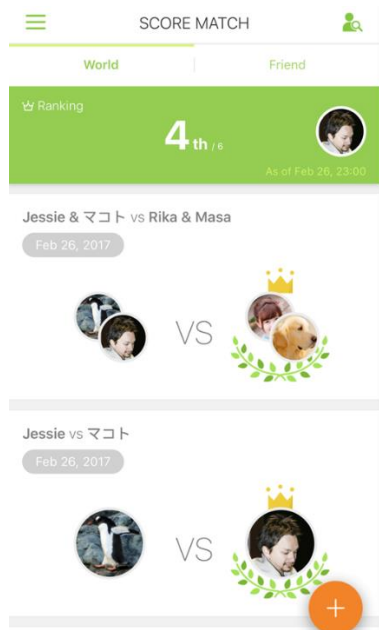 SCORE MATCH
World Friend
Ranking
4th / 6
As of Feb 26, 23:00
Jessie & マコト vs Rika & Masa
Feb 26, 2017
VS
Jessie vs マコト
Feb 26, 2017
VS
+